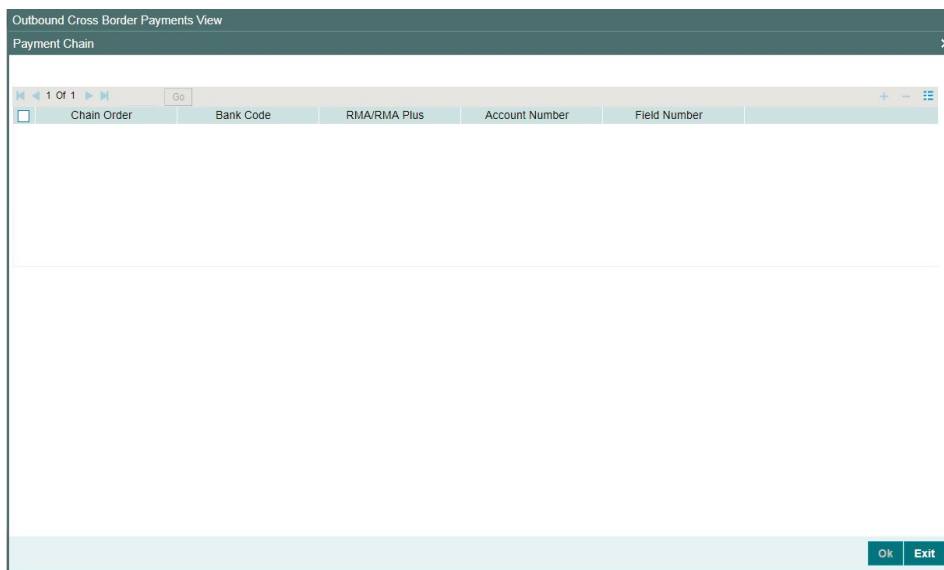 Outbound Cross Border Payments View
Payment Chain
1 Of 1 Go
Chain Order Bank Code RMA/RMA Plus Account Number Field Number
Ok Exit